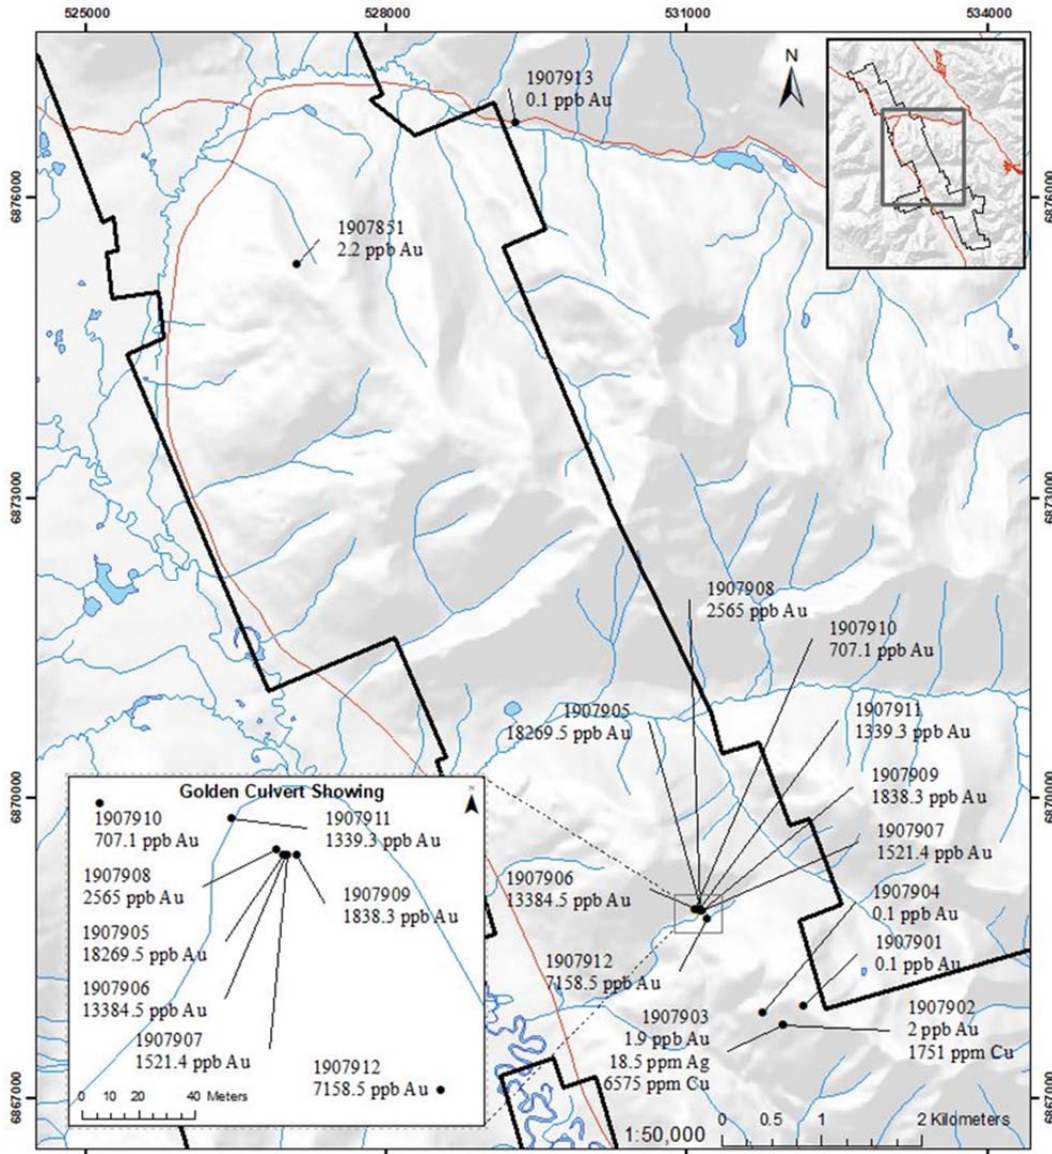 525000
528000
531000
534000
N
1907913
0.1 ppb Au
6876000
6876000
1907851
2.2 ppb Au
6873000
6873000
1907908
2565 ppb Au
1907910
707.1 ppb Au
1907905
18269.5 ppb Au
1907911
1339.3 ppb Au
1907909
1838.3 ppb Au
6870000
6870000
1907907
1521.4 ppb Au
1907906
13384.5 ppb Au
1907904
0.1 ppb Au
1907901
0.1 ppb Au
1907912
7158.5 ppb Au
1907903
1.9 ppb Au
18.5 ppm Ag
6575 ppm Cu
1907902
2 ppb Au
1751 ppm Cu
Golden Culvert Showing
N
1907910
707.1 ppb Au
1907911
1339.3 ppb Au
1907908
2565 ppb Au
1907909
1838.3 ppb Au
1907905
18269.5 ppb Au
1907906
13384.5 ppb Au
1907907
1521.4 ppb Au
1907912
7158.5 ppb Au
0 10 20 40 Meters
6867000
6867000
1:50,000
0 0.5 1 2 Kilometers